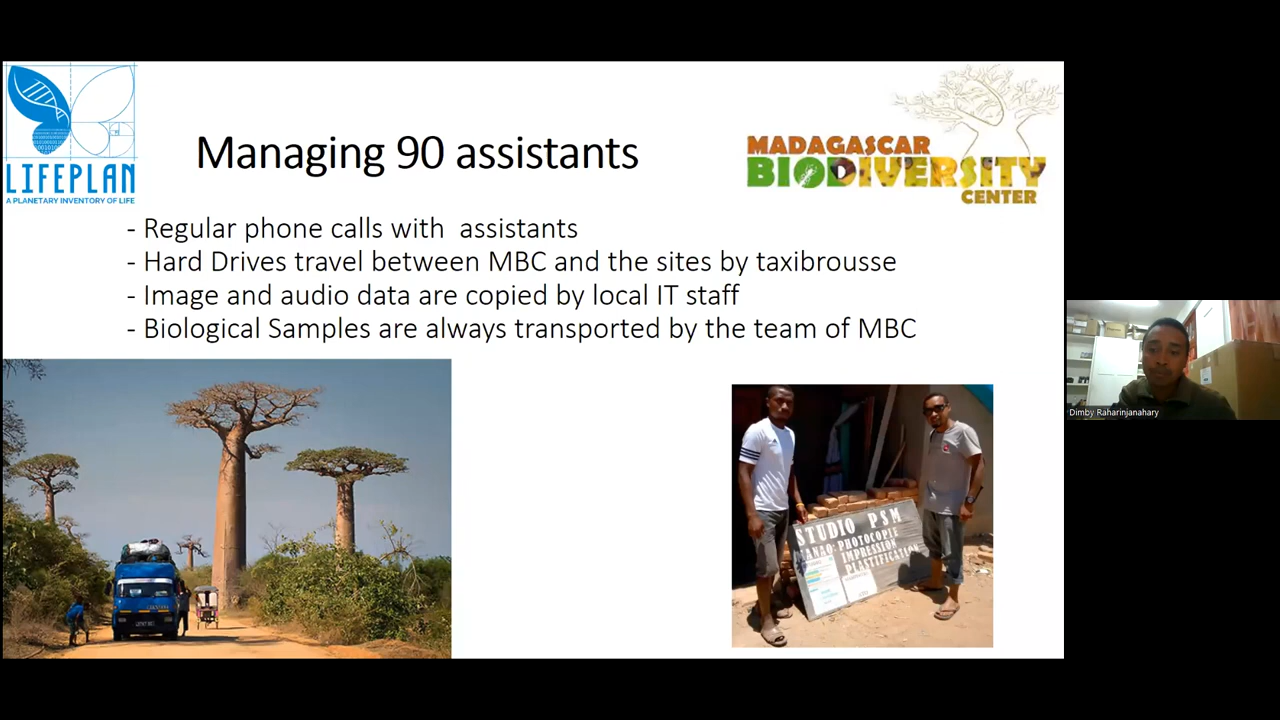 LIFEPLAN
A PLANETARY INVENTORY OF LIFE
Managing 90 assistants
MADAGASCAR
BIODIVERSITY
CENTER
- Regular phone calls with  assistants
- Hard Drives travel between MBC and the sites by taxibrousse
- Image and audio data are copied by local IT staff
- Biological Samples are always transported by the team of MBC
STUDIO PSM
PHOTOCOPIE
IMPRESSION
PLASTIFICATION
Dimby Raharinjanahary